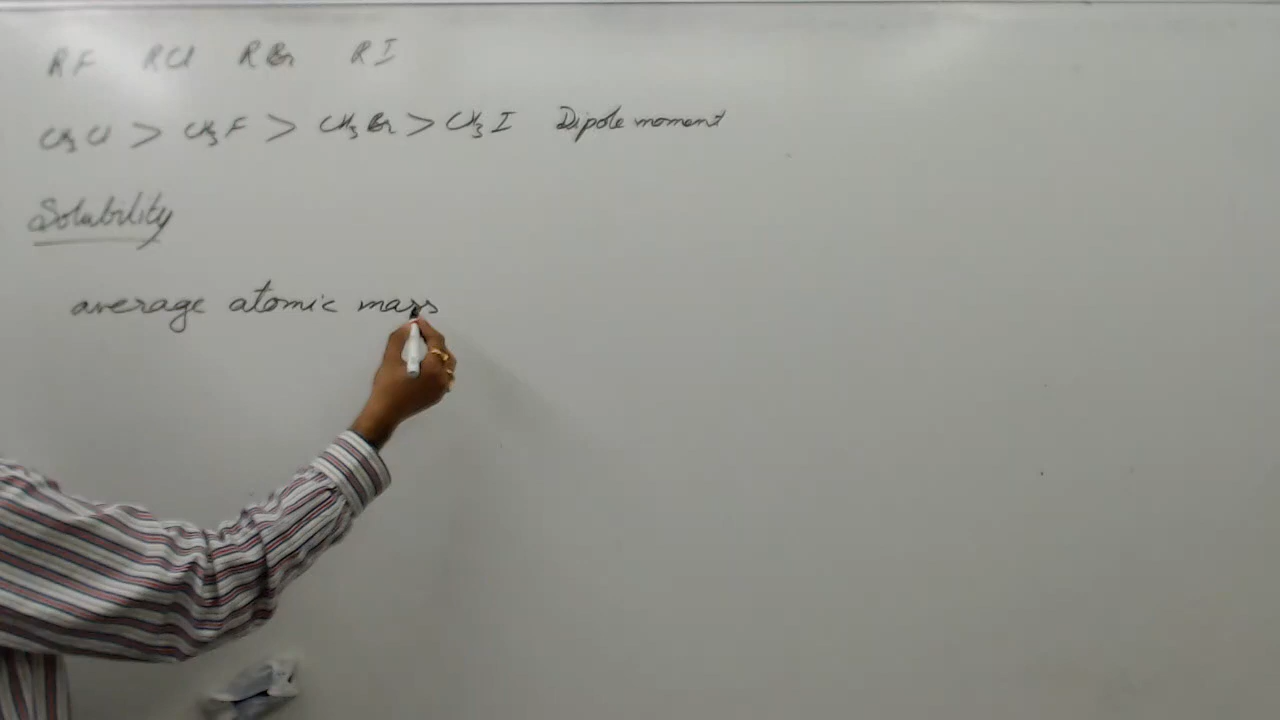 RF RCl RBr RI
CH3Cl > CH3F > CH3Br > CH3I Dipole moment
Solubility
average atomic mass